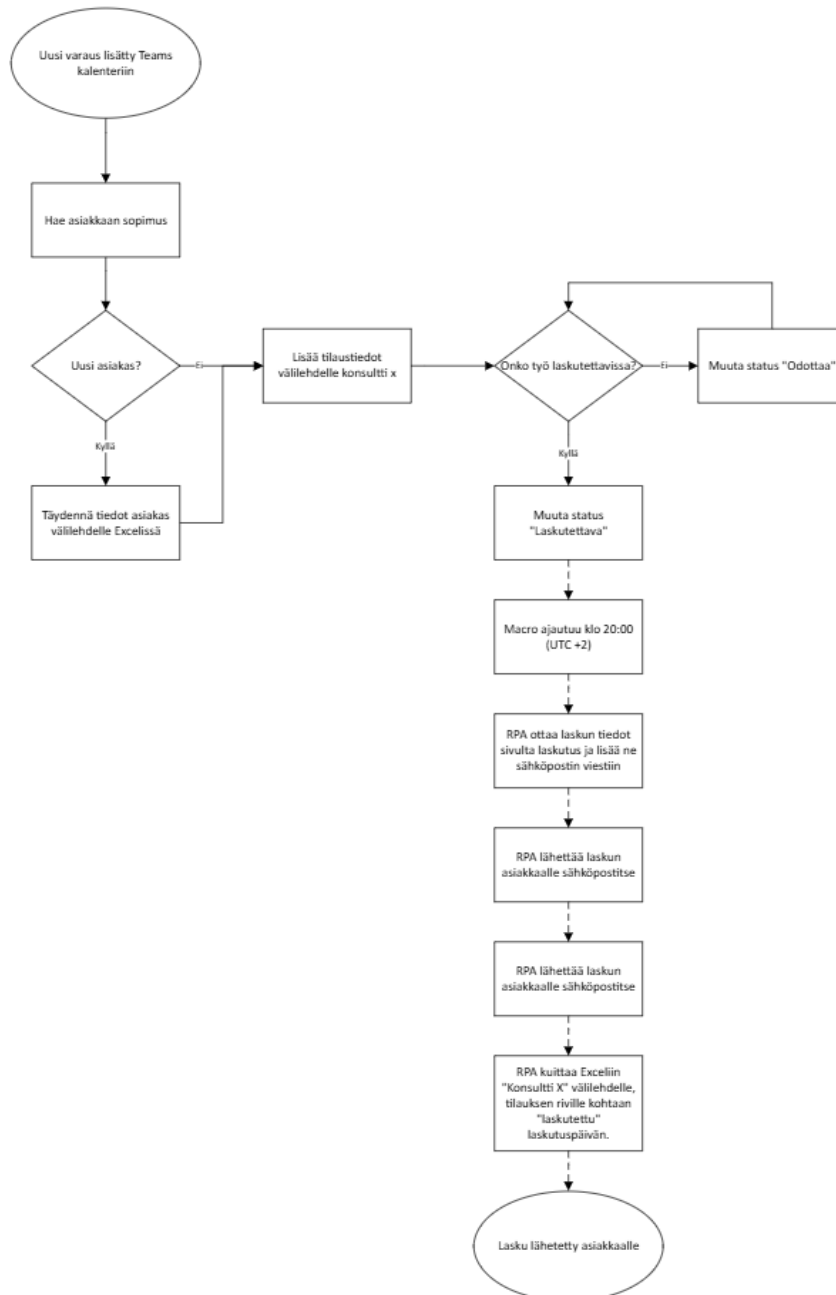 Uusi varaus lisätty Teams
kalenteriin
Hae asiakkaan sopimus
Uusi asiakas?
Ei
Kyllä
Täydennä tiedot asiakas
välilehdelle Excelissä
Lisää tilaustiedot
välilehdelle konsultti x
Onko työ laskutettavissa?
Ei
Muuta status "Odottaa"
Kyllä
Muuta status
"Laskutettava"
Macro ajautuu klo 20:00
(UTC +2)
RPA ottaa laskun tiedot
sivulta laskutus ja lisää ne
sähköpostin viestiin
RPA lähettää laskun
asiakkaalle sähköpostitse
RPA lähettää laskun
asiakkaalle sähköpostitse
RPA kuittaa Exceliin
"Konsultti X" välilehdelle,
tilauksen riville kohtaan
"laskutettu"
laskutuspäivän.
Lasku lähetetty asiakkaalle